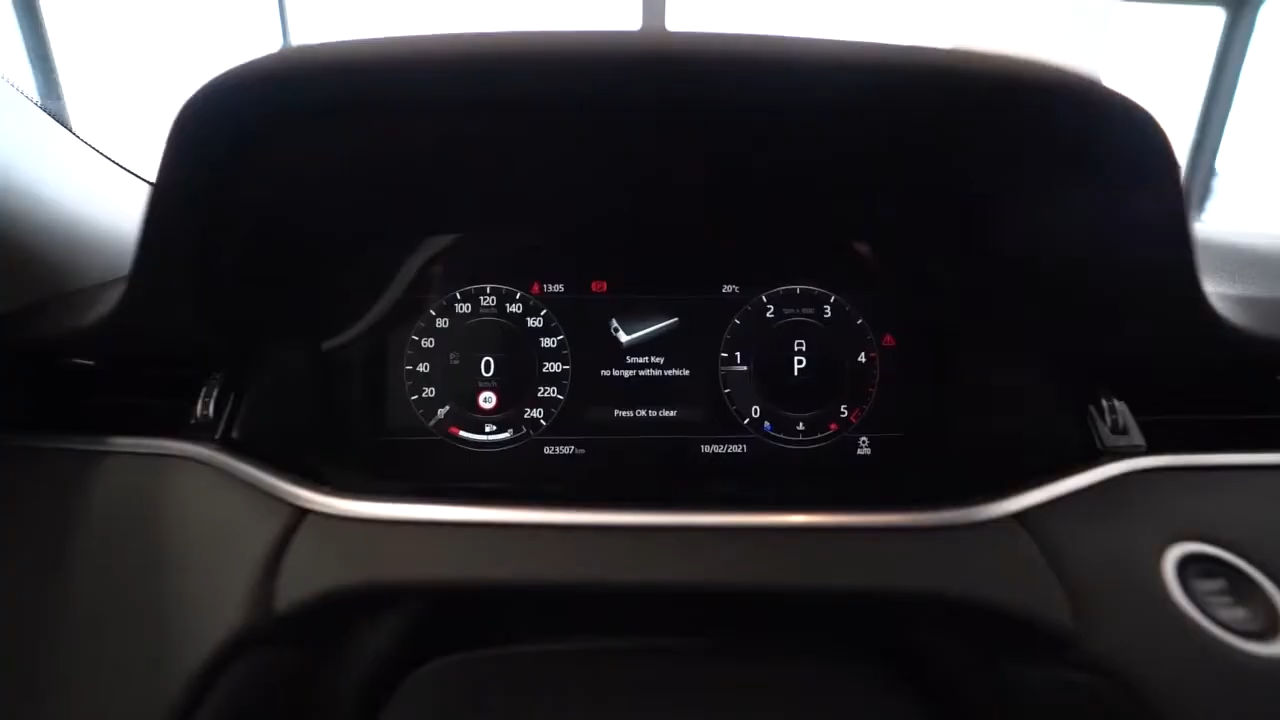 13:05
20°c
Smart Key
no longer within vehicle
Press OK to clear
20
40
60
80
100
120
140
160
180
200
220
240
0
km/h
40
P
0
1
2
3
4
5
023507 km
10/02/2021
AUTO